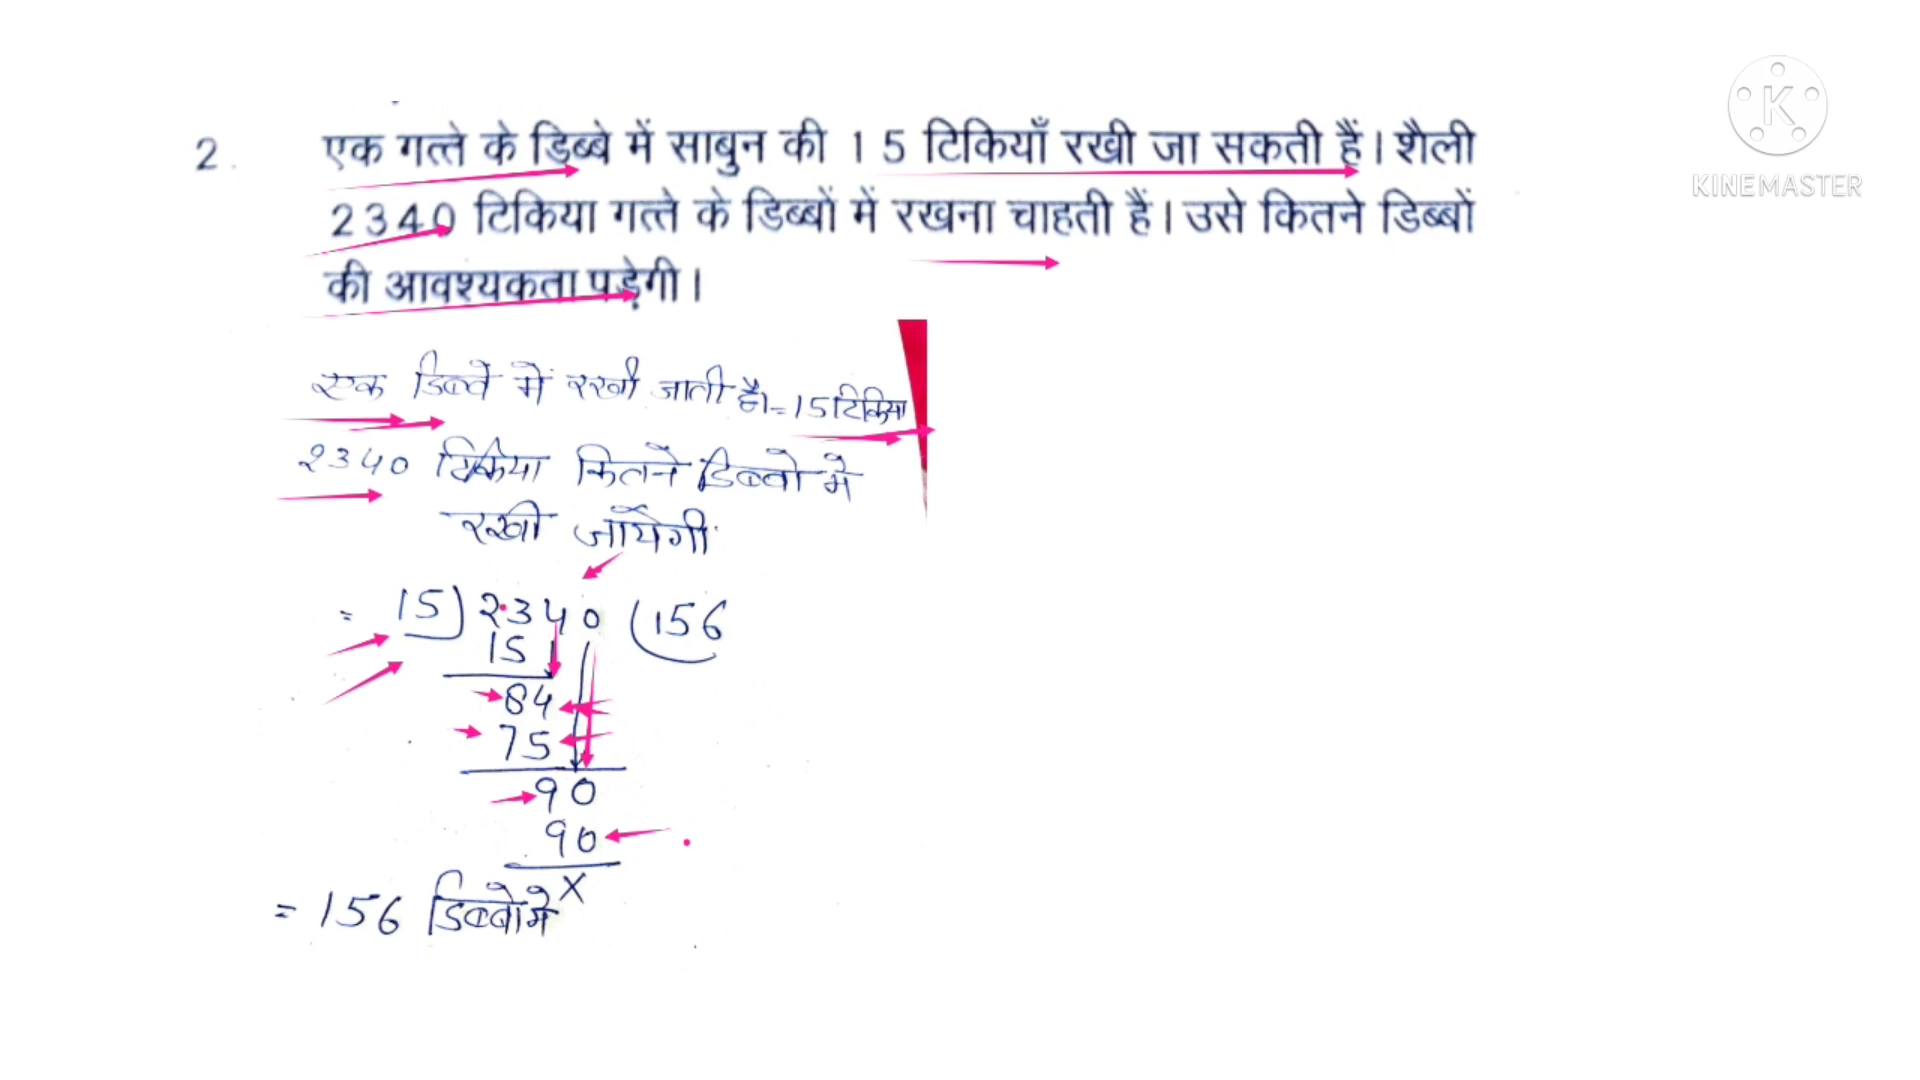 2. एक गत्ते के डिब्बे में साबुन की 15 टिकियाँ रखी जा सकती हैं। शैली
2340 टिकिया गत्ते के डिब्बों में रखना चाहती है। उसे कितने डिब्बों
की आवश्यकता पड़ेगी।
KINEMASTER
एक डिब्वे में रखी जाती है।=15टिकिया
2340 टिकिया कितने डिब्बो मे
रखी जायेगी
= 15)2340(156
15
84
75
90
90
x
= 156 डिब्बो मे